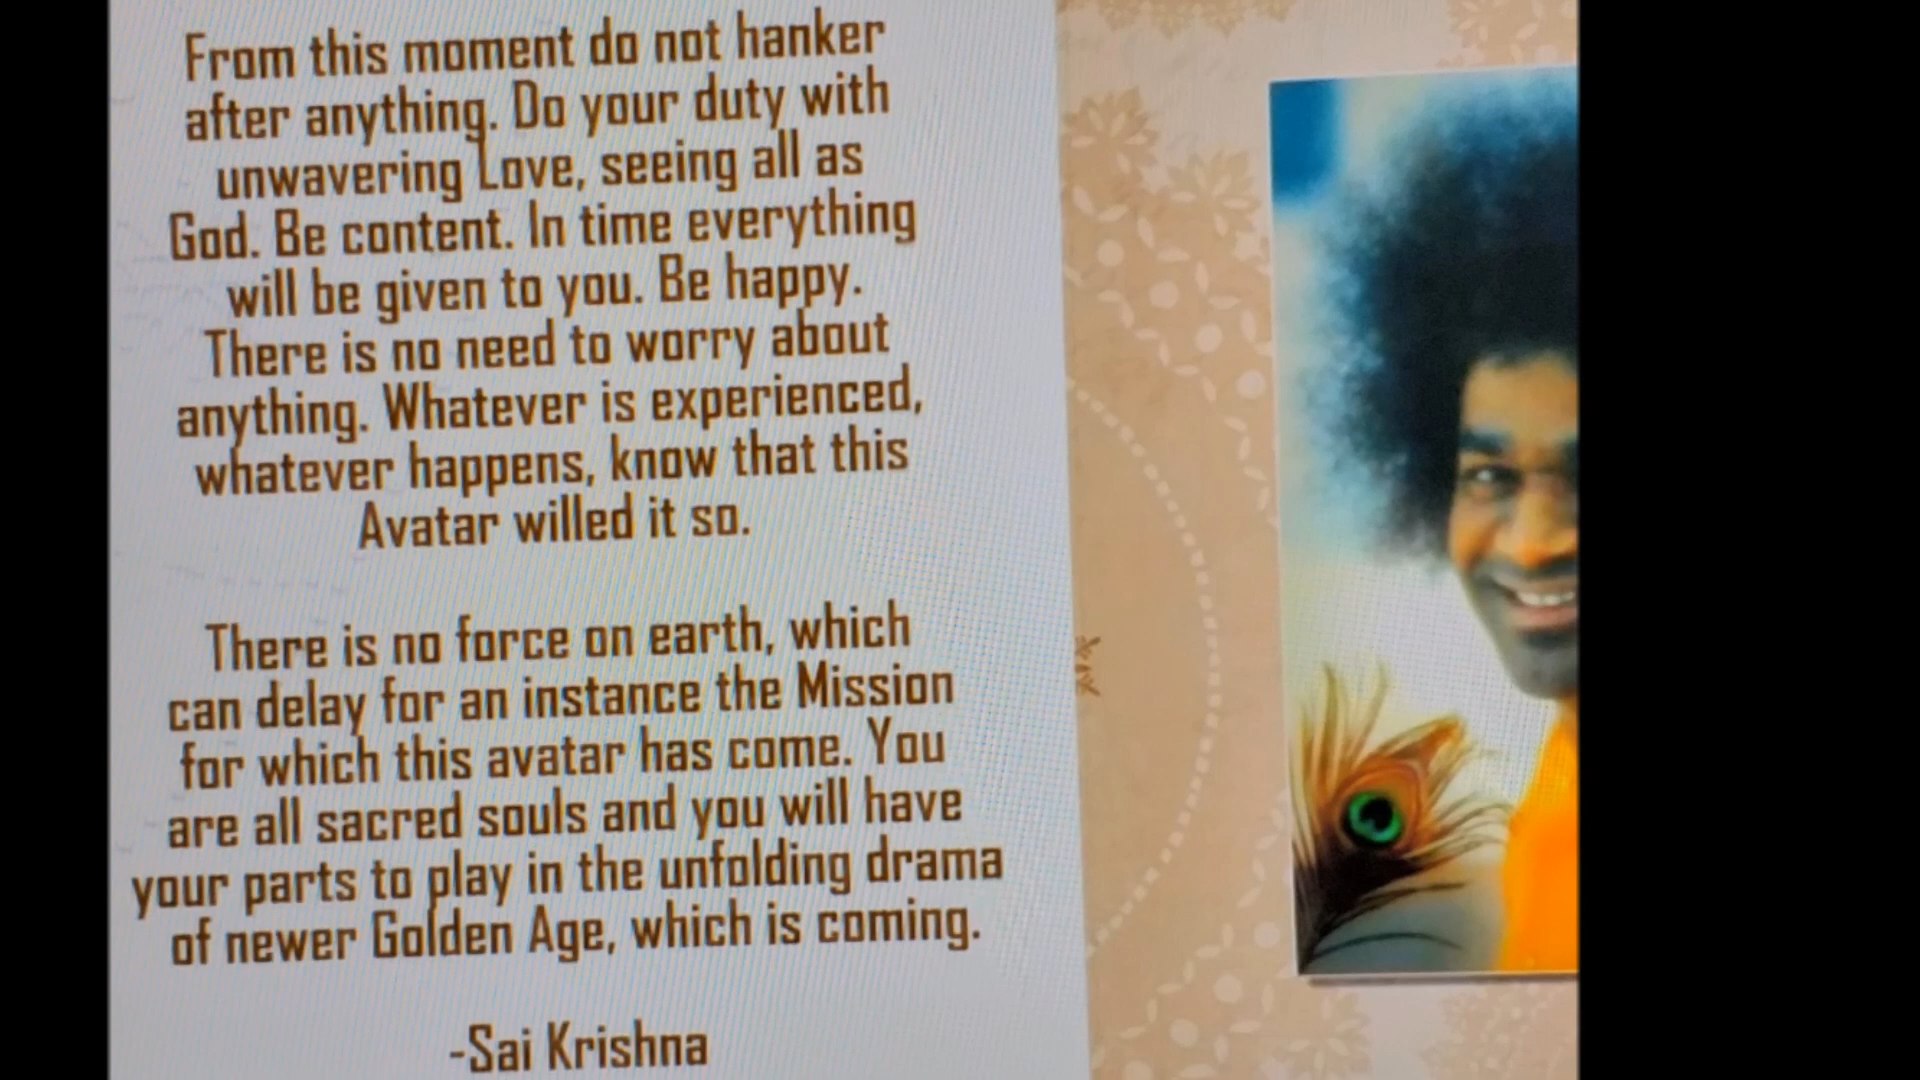 From this moment do not hanker
after anything. Do your duty with
unwavering Love, seeing all as
God. Be content. In time everything
will be given to you. Be happy.
There is no need to worry about
anything. Whatever is experienced,
whatever happens, know that this
Avatar willed it so.
There is no force on earth, which
can delay for an instance the Mission
for which this avatar has come. You
are all sacred souls and you will have
your parts to play in the unfolding drama
of newer Golden Age, which is coming.
-Sai Krishna